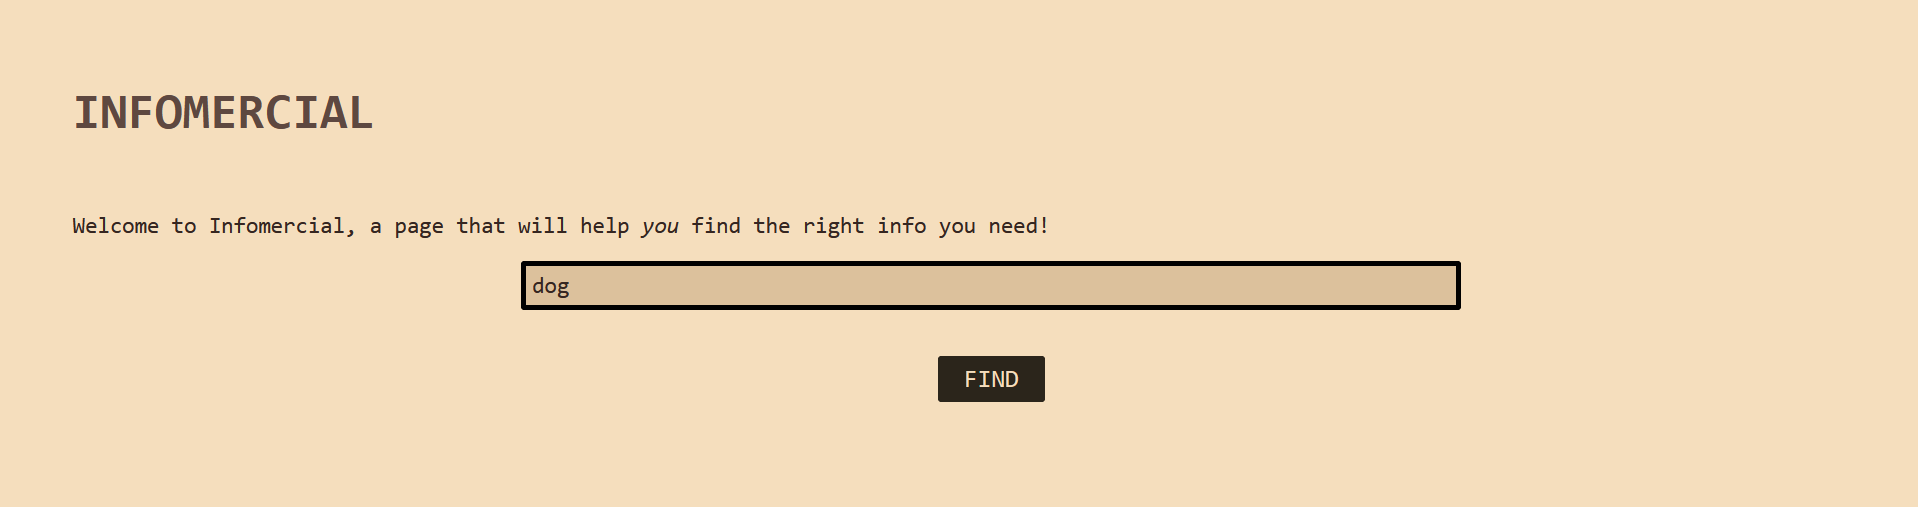 INFOMERCIAL
Welcome to Infomercial, a page that will help you find the right info you need!
dog
FIND